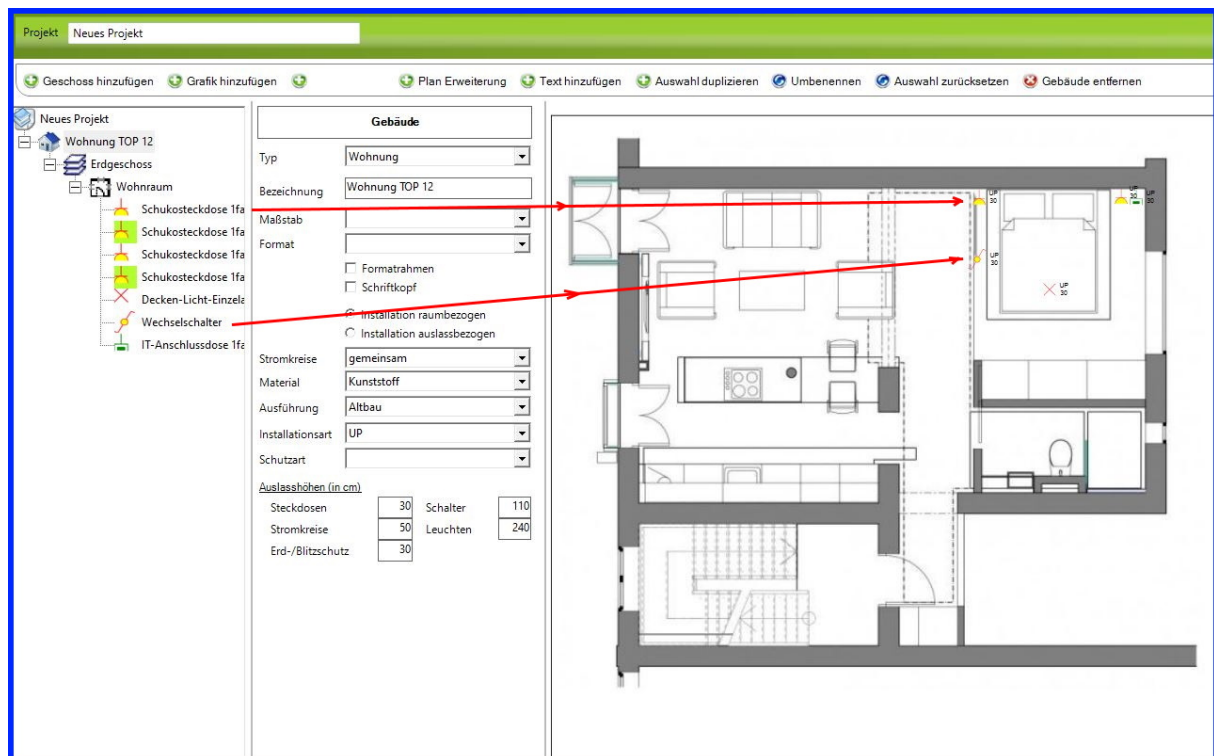 Projekt Neues Projekt
Geschoss hinzufügen Grafik hinzufügen Plan Erweiterung Text hinzufügen Auswahl duplizieren Umbenennen Auswahl zurücksetzen Gebäude entfernen
Neues Projekt
Wohnung TOP 12
Erdgeschoss
Wohnraum
Schukosteckdose 1fa
Schukosteckdose 1fa
Schukosteckdose 1fa
Schukosteckdose 1fa
Decken-Licht-Einzela
Wechselschalter
IT-Anschlussdose 1fa
Gebäude
Typ Wohnung
Bezeichnung Wohnung TOP 12
Maßstab
Format
Formatrahmen
Schriftkopf
Installation raumbezogen
Installation auslassbezogen
Stromkreise gemeinsam
Material Kunststoff
Ausführung Altbau
Installationsart UP
Schutzart
Auslasshöhen (in cm)
Steckdosen 30 Schalter 110
Stromkreise 50 Leuchten 240
Erd-/Blitzschutz 30
UP
30
UP
30
UP
30
UP
30
UP
30